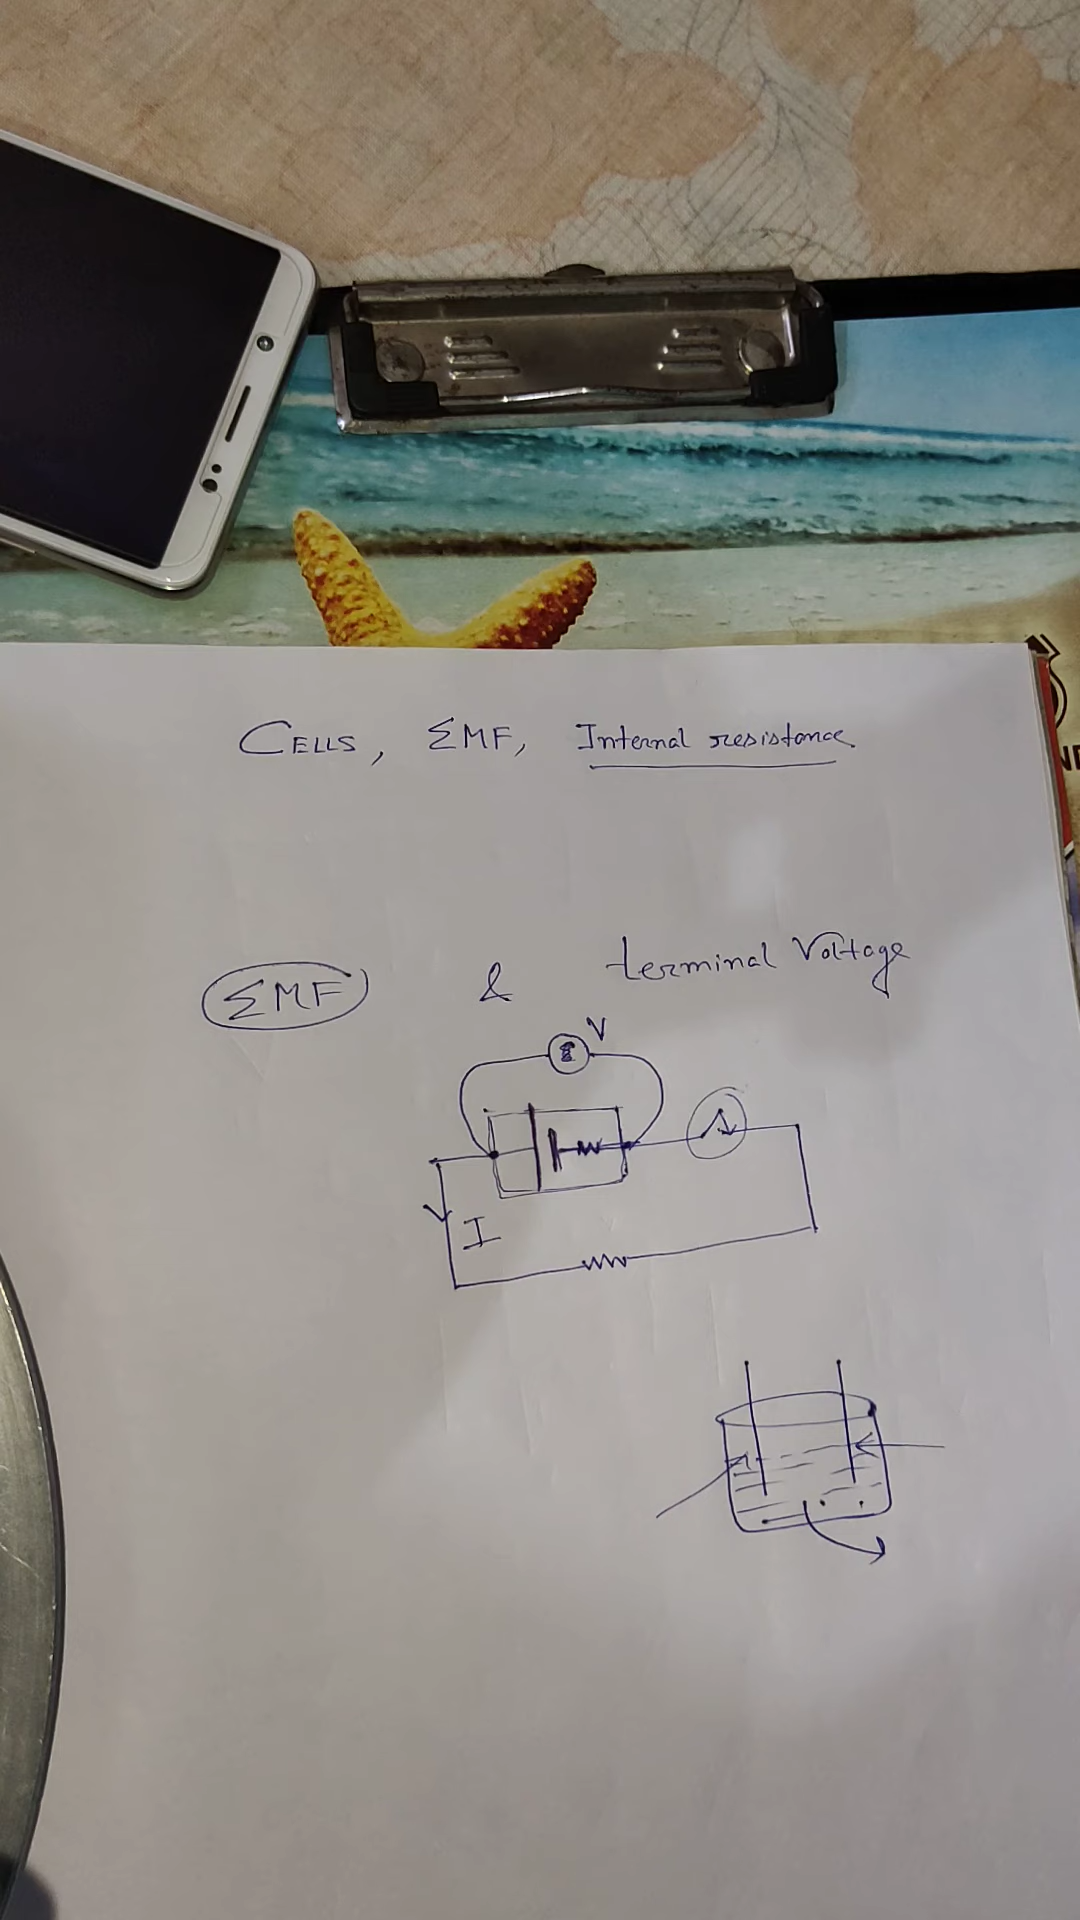 CELLS, EMF, Internal resistance.
EMF & terminal Voltage
V
I